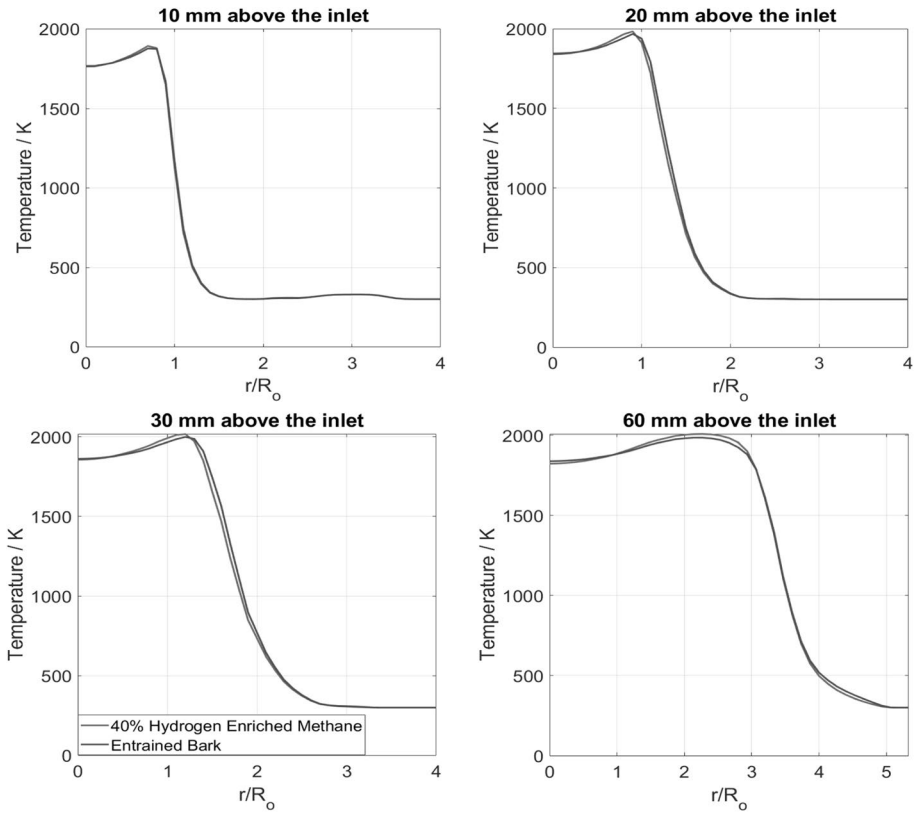 10 mm above the inlet
2000
1500
1000
500
0
Temperature / K
0 1 2 3 4
r/Ro
20 mm above the inlet
2000
1500
1000
500
0
Temperature / K
0 1 2 3 4
r/Ro
30 mm above the inlet
2000
1500
1000
500
0
Temperature / K
40% Hydrogen Enriched Methane
Entrained Bark
0 1 2 3 4
r/Ro
60 mm above the inlet
2000
1500
1000
500
0
Temperature / K
0 1 2 3 4 5
r/Ro